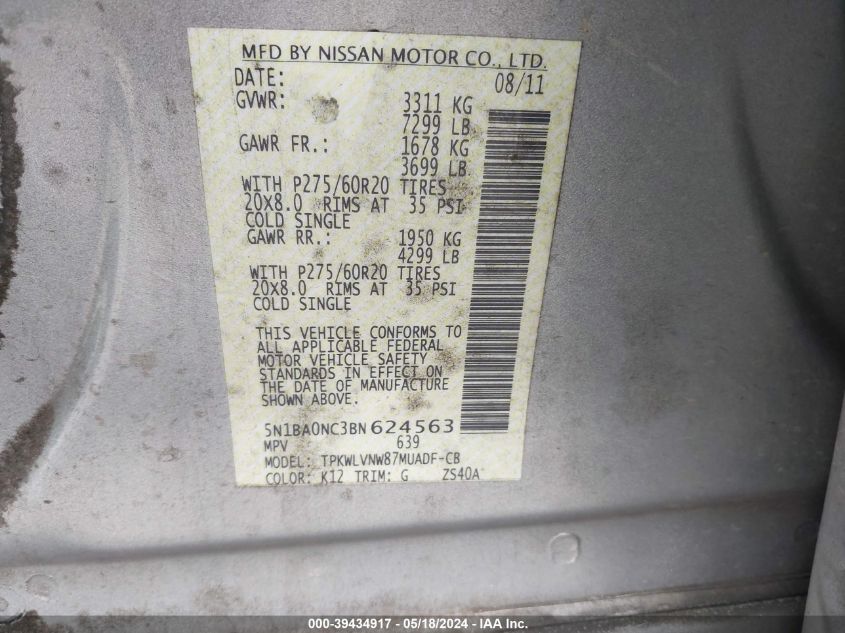 MFD BY NISSAN MOTOR CO., LTD.
DATE: 08/11
GVWR: 3311 KG
7299 LB
GAWR FR.: 1678 KG
3699 LB
WITH P275/60R20 TIRES
20X8.0 RIMS AT 35 PSI
COLD SINGLE
GAWR RR.: 1950 KG
4299 LB
WITH P275/60R20 TIRES
20X8.0 RIMS AT 35 PSI
COLD SINGLE
THIS VEHICLE CONFORMS TO
ALL APPLICABLE FEDERAL
MOTOR VEHICLE SAFETY
STANDARDS IN EFFECT ON
THE DATE OF MANUFACTURE
SHOWN ABOVE.
5N1BA0NC3BN624563
MPV 639
MODEL: TPKWLVNW87MUADF-CB
COLOR: K12 TRIM: G ZS40A
000-39434917 - 05/18/2024 - IAA Inc.